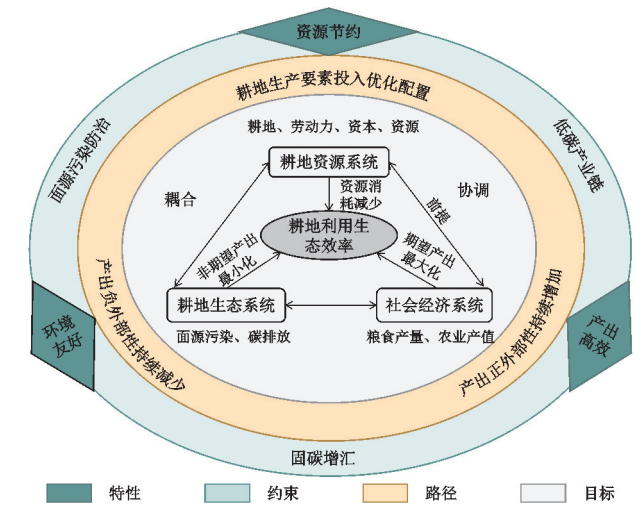 资源节约
耕地生产要素投入优化配置
面源污染防治
低碳产业链
耕地、劳动力、资本、资源
耕地资源系统
耦合
资源消
耗减少
前提
协调
耕地利用生
态效率
非期望产出
最小化
期望产出
最大化
耕地生态系统
社会经济系统
面源污染、碳排放
粮食产量、农业产值
产出负外部性持续减少
产出正外部性持续增加
环境
友好
产出
高效
固碳增汇
特性
约束
路径
目标